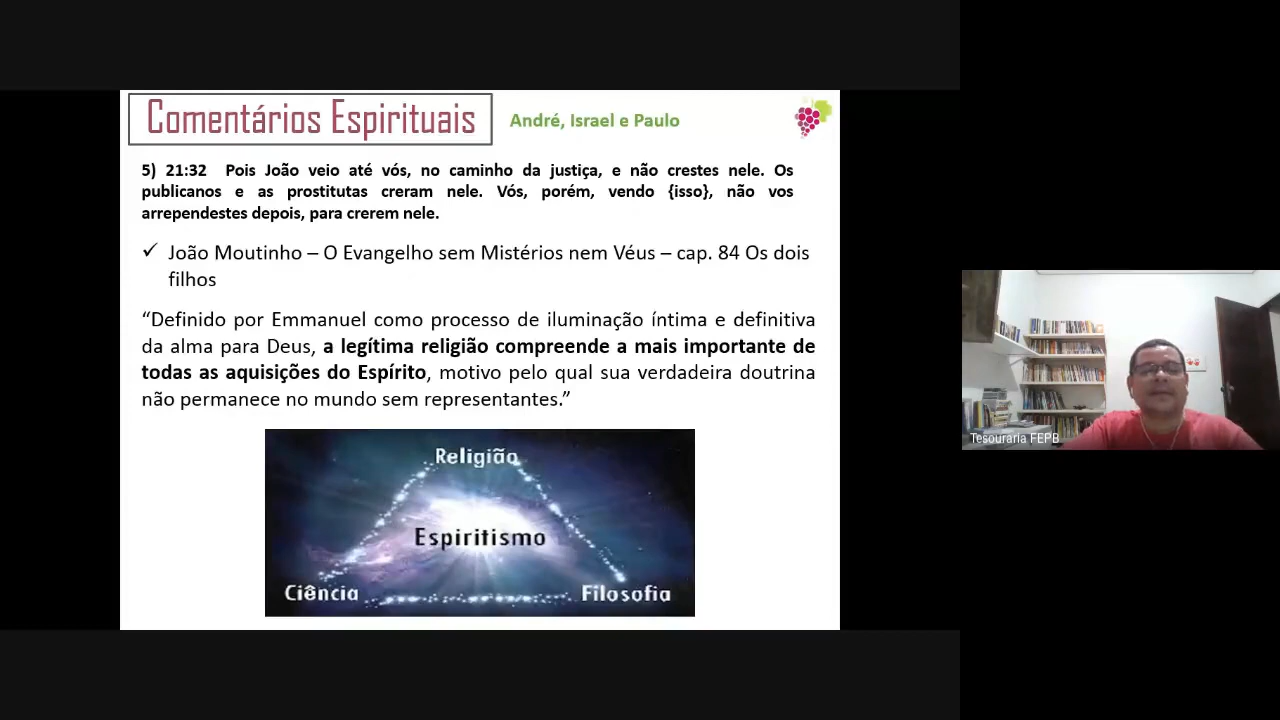 Comentários Espirituais
André, Israel e Paulo
5) 21:32 Pois João veio até vós, no caminho da justiça, e não crestes nele. Os
publicanos e as prostitutas creram nele. Vós, porém, vendo {isso}, não vos
arrependestes depois, para crerem nele.
✓ João Moutinho – O Evangelho sem Mistérios nem Véus – cap. 84 Os dois
filhos
“Definido por Emmanuel como processo de iluminação íntima e definitiva
da alma para Deus, a legítima religião compreende a mais importante de
todas as aquisições do Espírito, motivo pelo qual sua verdadeira doutrina
não permanece no mundo sem representantes.”
Religião
Espiritismo
Ciência
Filosofia
Tesouraria FEPB